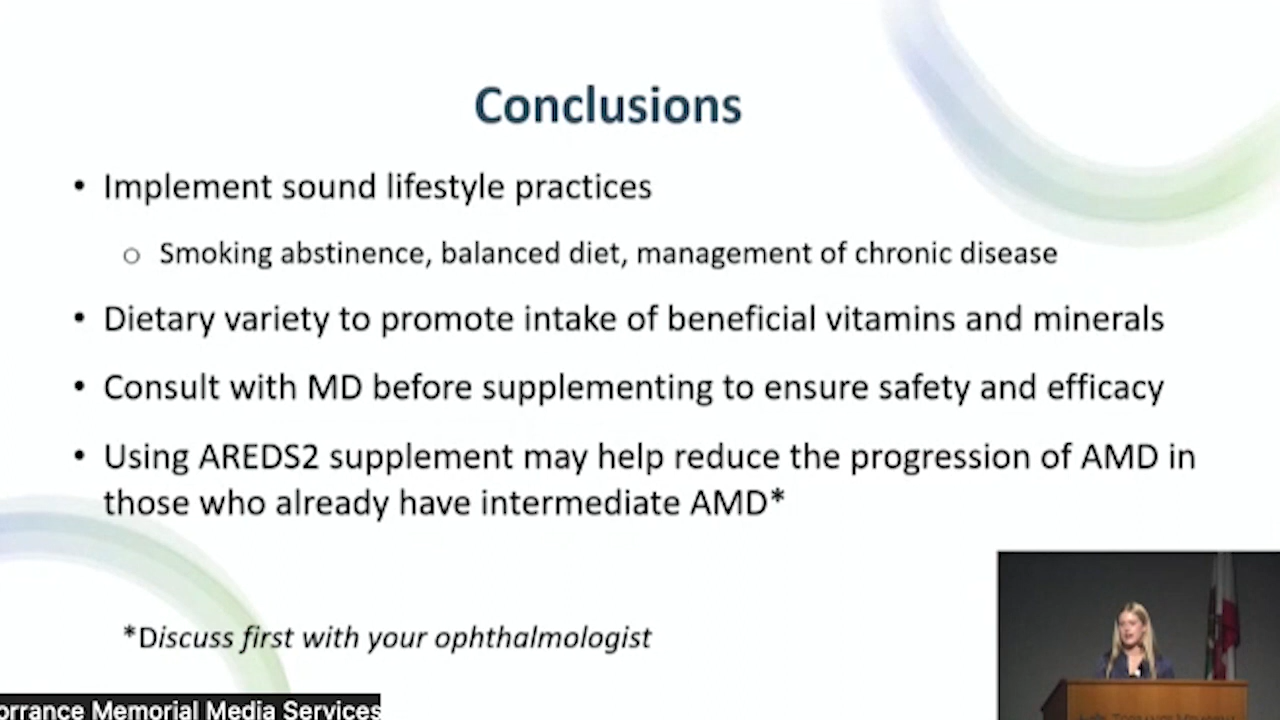 Conclusions
• Implement sound lifestyle practices
o Smoking abstinence, balanced diet, management of chronic disease
• Dietary variety to promote intake of beneficial vitamins and minerals
• Consult with MD before supplementing to ensure safety and efficacy
• Using AREDS2 supplement may help reduce the progression of AMD in
those who already have intermediate AMD*
*Discuss first with your ophthalmologist
orrance Memorial Media Services